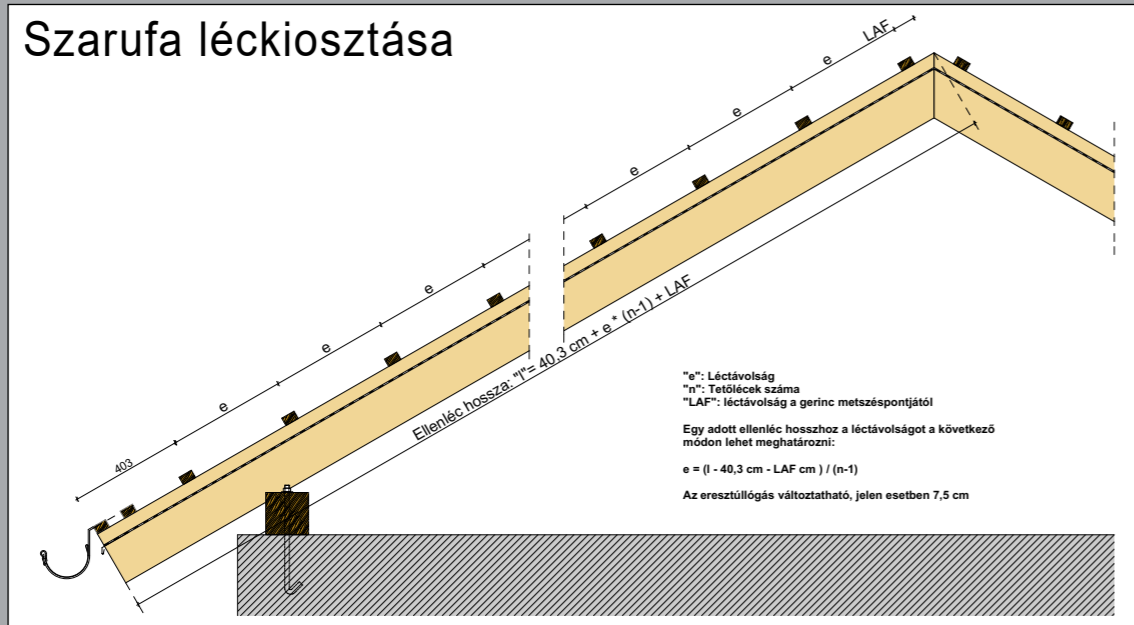 Szarufa léckiosztása
LAF
e
e
e
e
e
e
403
Ellenléc hossza: "l"= 40,3 cm + e * (n-1) + LAF
"e": Léctávolság
"n": Tetőlécek száma
"LAF": léctávolság a gerinc metszéspontjától
Egy adott ellenléc hosszhoz a léctávolságot a következő
módon lehet meghatározni:
e = (l - 40,3 cm - LAF cm ) / (n-1)
Az eresztúllógás változtatható, jelen esetben 7,5 cm